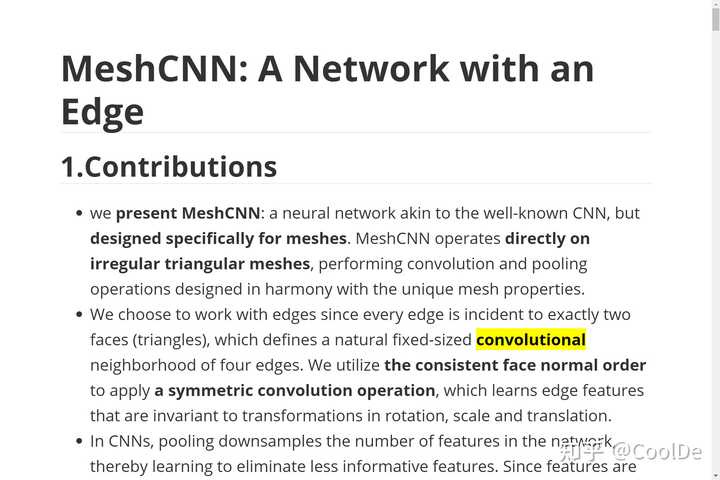 MeshCNN: A Network with an
Edge
1.Contributions
• we present MeshCNN: a neural network akin to the well-known CNN, but
designed specifically for meshes. MeshCNN operates directly on
irregular triangular meshes, performing convolution and pooling
operations designed in harmony with the unique mesh properties.
• We choose to work with edges since every edge is incident to exactly two
faces (triangles), which defines a natural fixed-sized convolutional
neighborhood of four edges. We utilize the consistent face normal order
to apply a symmetric convolution operation, which learns edge features
that are invariant to transformations in rotation, scale and translation.
• In CNNs, pooling downsamples the number of features in the network,
thereby learning to eliminate less informative features. Since features are
知乎 @CoolDe